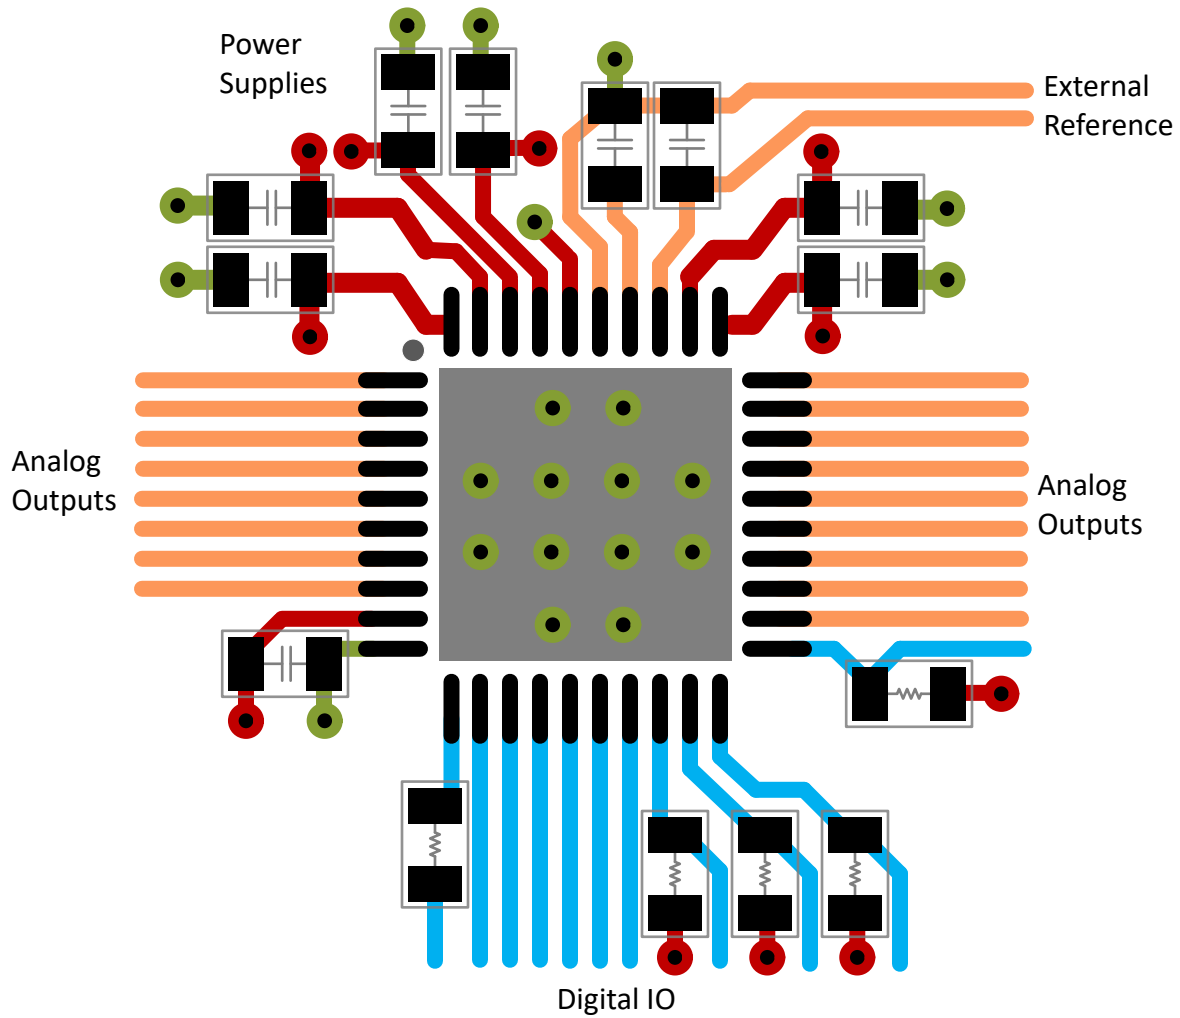 Power
Supplies
External
Reference
Analog
Outputs
Analog
Outputs
Digital IO